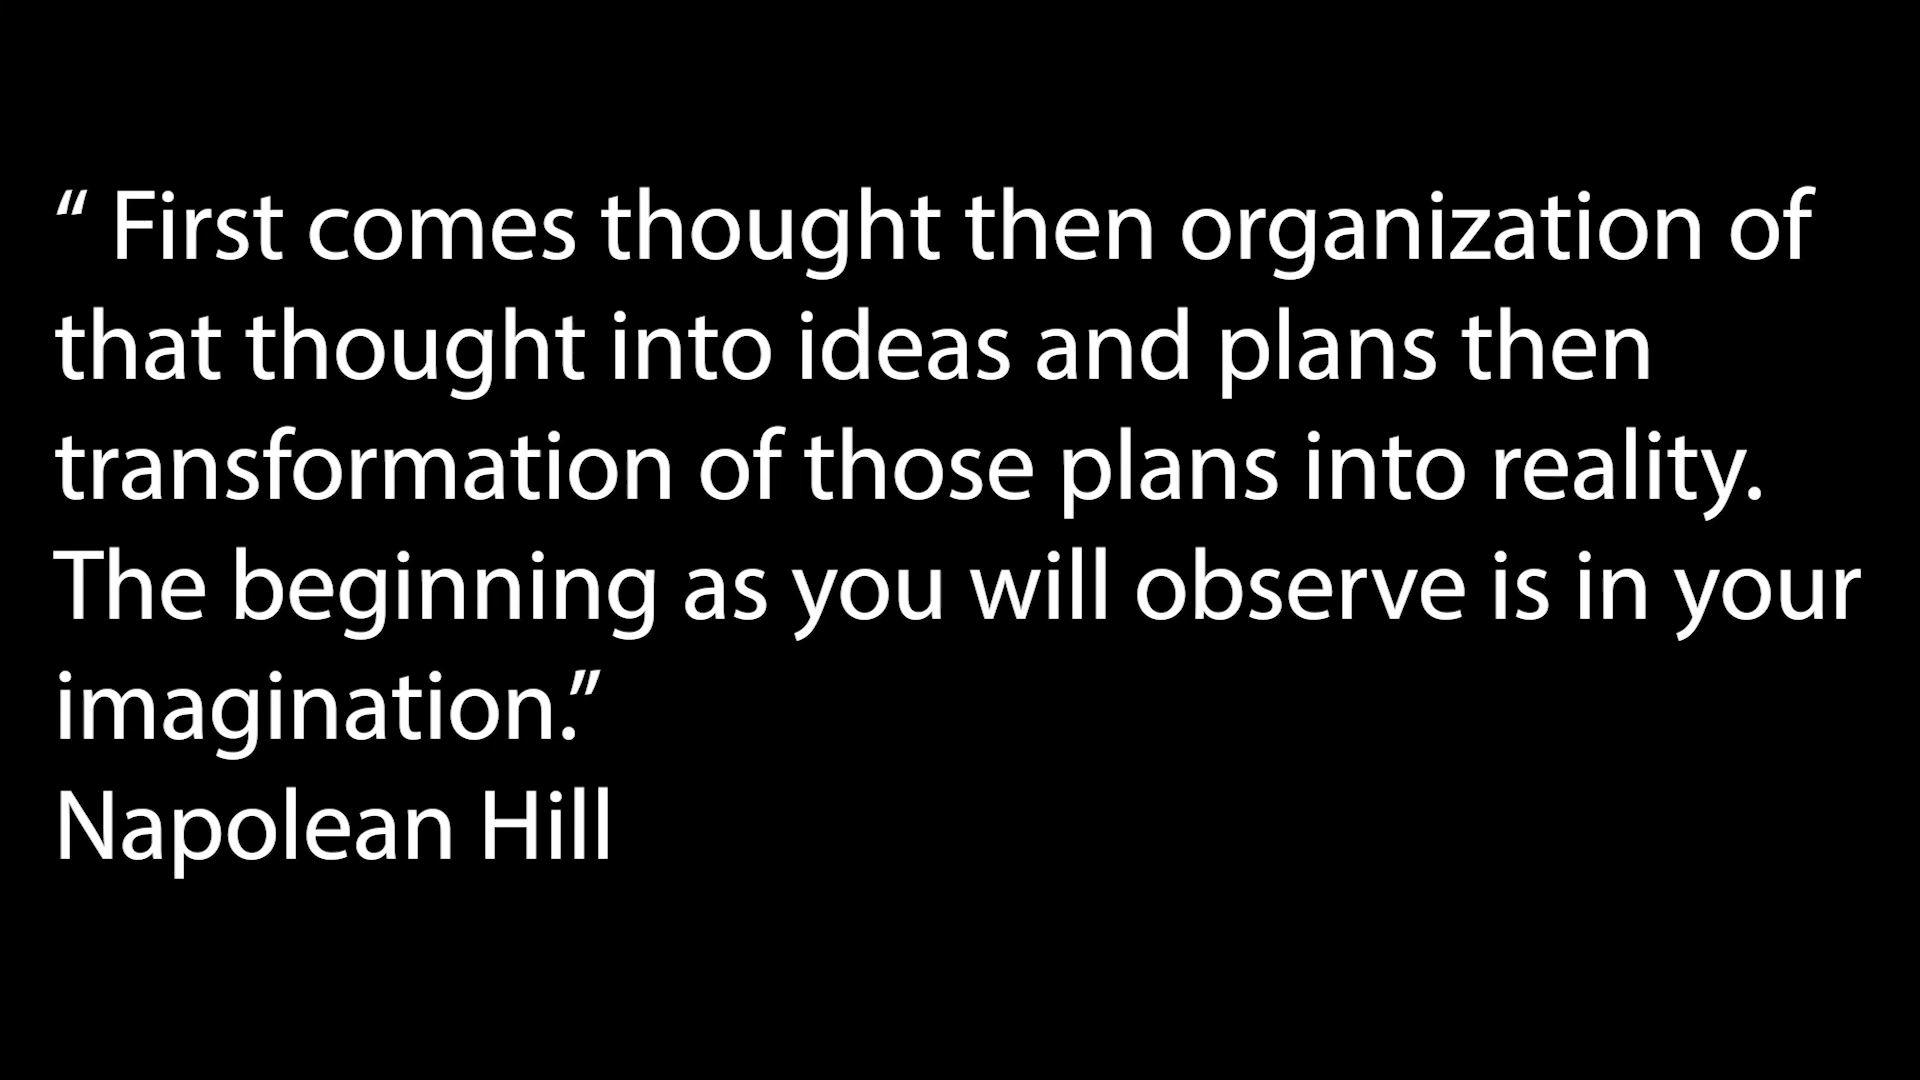 “ First comes thought then organization of
that thought into ideas and plans then
transformation of those plans into reality.
The beginning as you will observe is in your
imagination.”
Napolean Hill